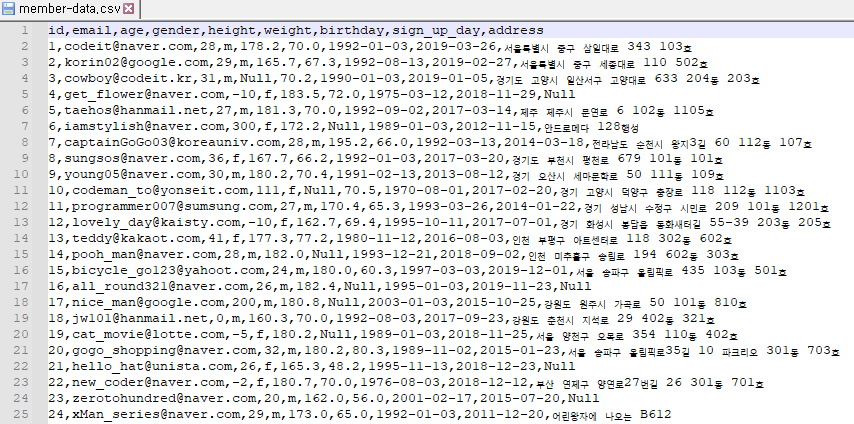 member-data.csv
1 id,email,age,gender,height,weight,birthday,sign_up_day,address
2 1,codeit@naver.com,28,m,178.2,70.0,1992-01-03,2019-03-26,서울특별시 중구 삼일대로 343 103호
3 2,korin02@google.com,29,m,165.7,67.3,1992-08-13,2019-02-27,서울특별시 중구 세종대로 110 502호
4 3,cowboy@codeit.kr,31,m,Null,70.2,1990-01-03,2019-01-05,경기도 고양시 일산서구 고양대로 633 204동 203호
5 4,get_flower@naver.com,-10,f,183.5,72.0,1975-03-12,2018-11-29,Null
6 5,taehos@hanmail.net,27,m,181.3,70.0,1992-09-02,2017-03-14,제주 제주시 문연로 6 102동 1105호
7 6,iamstylish@naver.com,300,f,172.2,Null,1989-01-03,2012-11-15,안드로메다 128행성
8 7,captainGoGo03@koreauniv.com,28,m,195.2,66.0,1992-03-13,2014-03-18,전라남도 순천시 왕지3길 60 112동 107호
9 8,sungsos@naver.com,36,f,167.7,66.2,1992-01-03,2017-03-20,경기도 부천시 평천로 679 101동 101호
10 9,young05@naver.com,30,m,180.2,70.4,1991-02-13,2013-08-12,경기 오산시 세마문학로 50 111동 109호
11 10,codeman_to@yonseit.com,111,f,Null,70.5,1970-08-01,2017-02-20,경기 고양시 덕양구 충장로 118 112동 1103호
12 11,programmer007@sumsung.com,27,m,170.4,65.3,1993-03-26,2014-01-22,경기 성남시 수정구 시민로 209 101동 1201호
13 12,lovely_day@kaisty.com,-10,f,162.7,69.4,1995-10-11,2017-07-01,경기 화성시 봉담읍 동화새터길 55-39 203동 205호
14 13,teddy@kakaot.com,41,f,177.3,77.2,1980-11-12,2016-08-03,인천 부평구 아트센터로 118 302동 602호
15 14,pooh_man@naver.com,28,m,182.0,Null,1993-12-21,2018-09-02,인천 미추홀구 송림로 194 602동 303호
16 15,bicycle_go123@yahoot.com,24,m,180.0,60.3,1997-03-03,2019-12-01,서울 송파구 올림픽로 435 103동 501호
17 16,all_round321@naver.com,26,m,182.4,Null,1995-01-03,2019-11-23,Null
18 17,nice_man@google.com,200,m,180.8,Null,2003-01-03,2015-10-25,강원도 원주시 가곡로 50 101동 810호
19 18,jw101@hanmail.net,0,m,160.3,70.0,1992-08-03,2017-09-23,강원도 춘천시 지석로 29 402동 321호
20 19,cat_movie@lotte.com,-5,f,180.2,Null,1989-01-03,2018-11-25,서울 양천구 오목로 354 110동 402호
21 20,gogo_shopping@naver.com,32,m,180.2,80.3,1989-11-02,2015-01-23,서울 송파구 올림픽로35길 10 파크리오 301동 703호
22 21,hello_hat@unista.com,26,f,165.3,48.2,1995-11-13,2018-12-23,Null
23 22,new_coder@naver.com,-2,f,180.7,70.0,1976-08-03,2018-12-12,부산 연제구 양연로27번길 26 301동 701호
24 23,zerotohundred@naver.com,20,m,162.0,56.0,2001-02-17,2015-07-20,Null
25 24,xMan_series@naver.com,29,m,173.0,65.0,1992-01-03,2011-12-20,어린왕자에 나오는 B612